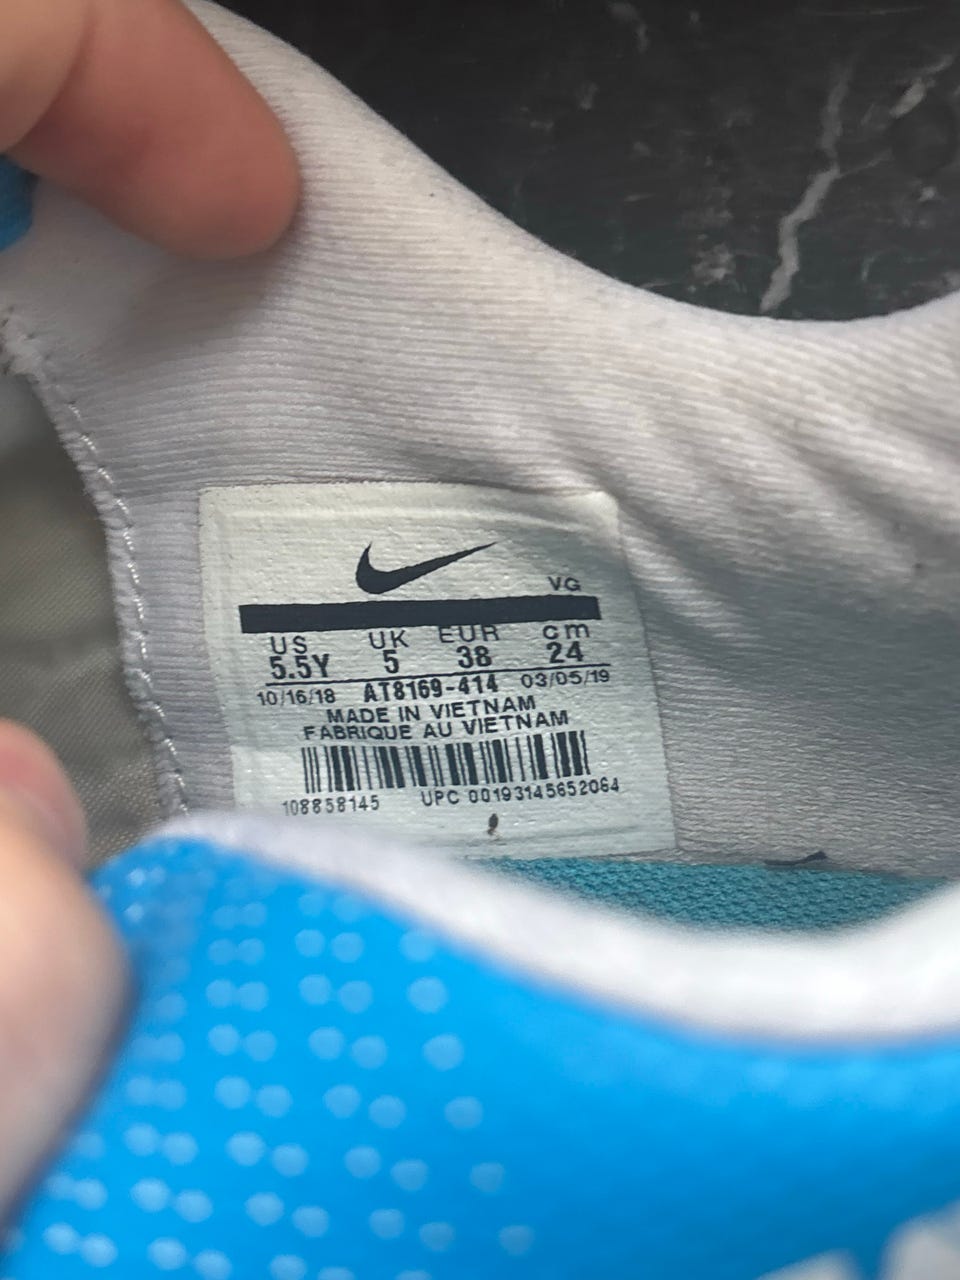 VG
US UK EUR cm
5.5Y 5 38 24
10/16/18 AT8169-414 03/05/19
MADE IN VIETNAM
FABRIQUE AU VIETNAM
108858145 UPC 00193145652064